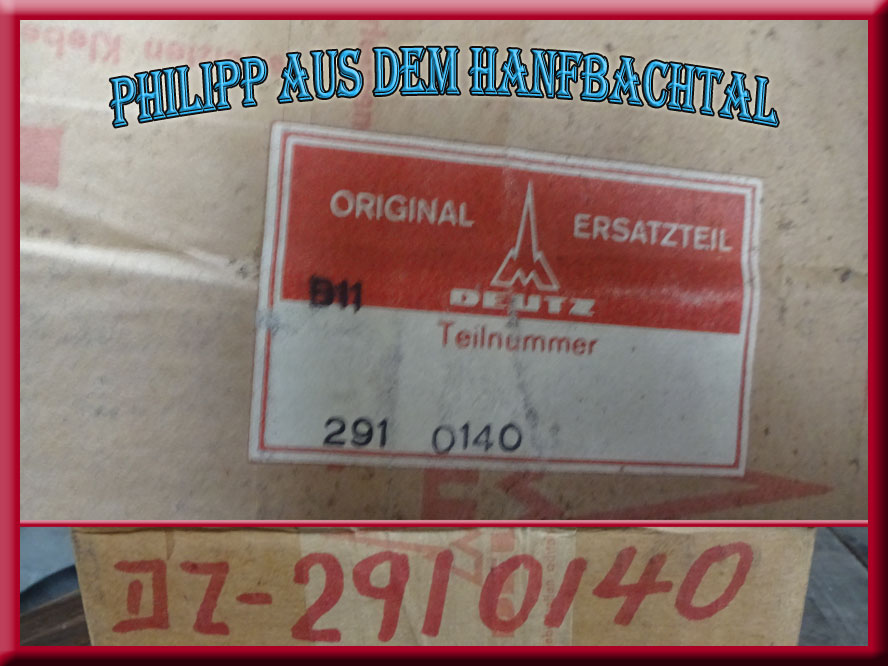 PHILIPP AUS DEM HANFBACHTAL
ORIGINAL ERSATZTEIL
DEUTZ
B11
Teilnummer
291 0140
DZ-2910140